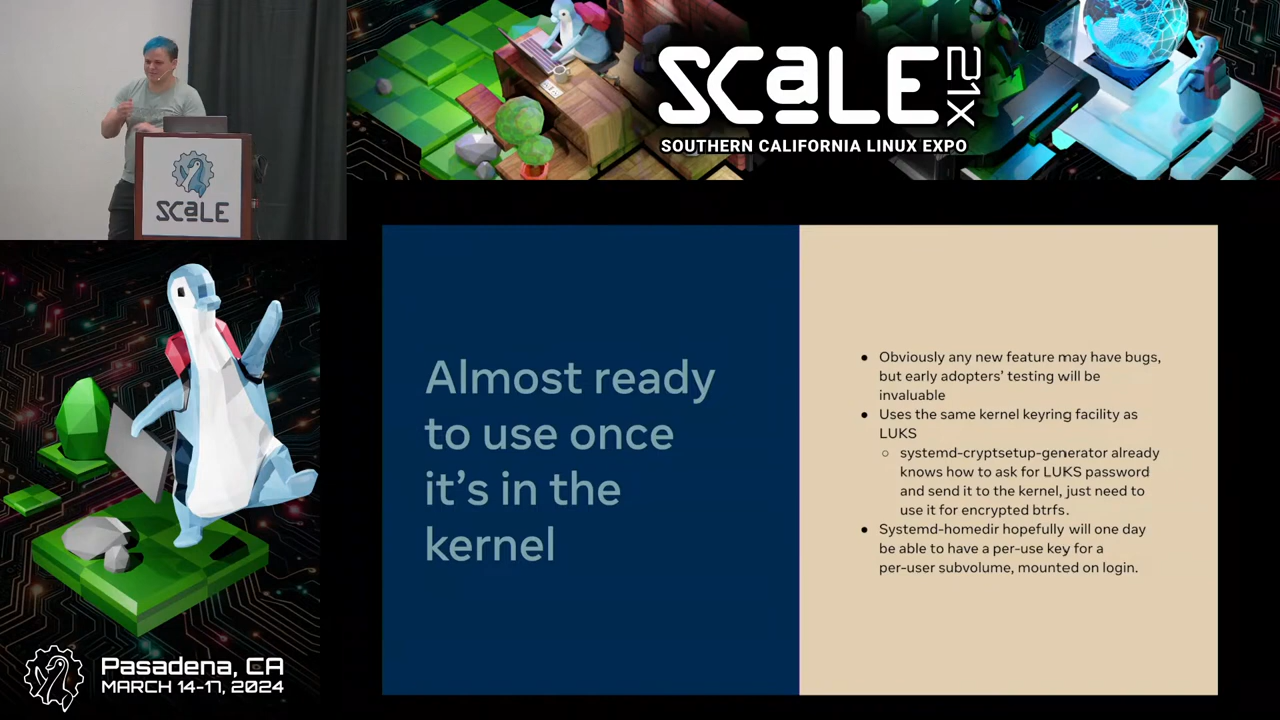 SCaLE 21X
SOUTHERN CALIFORNIA LINUX EXPO
SCaLE
Almost ready
to use once
it's in the
kernel
• Obviously any new feature may have bugs,
but early adopters' testing will be
invaluable
• Uses the same kernel keyring facility as
LUKS
○ systemd-cryptsetup-generator already
knows how to ask for LUKS password
and send it to the kernel, just need to
use it for encrypted btrfs.
• Systemd-homedir hopefully will one day
be able to have a per-use key for a
per-user subvolume, mounted on login.
Pasadena, CA
MARCH 14-17, 2024